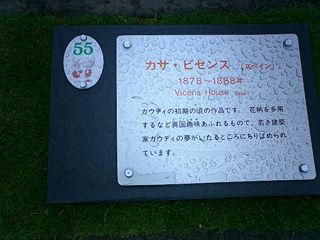 55
カサ・ビセンス [スペイン]
1878～1888年
Vicens House
ガウディの初期の頃の作品です。花柄を多用
するなど異国趣味あふれるもので、若き建築
家ガウディの夢がいたるところにちりばめられ
ています。